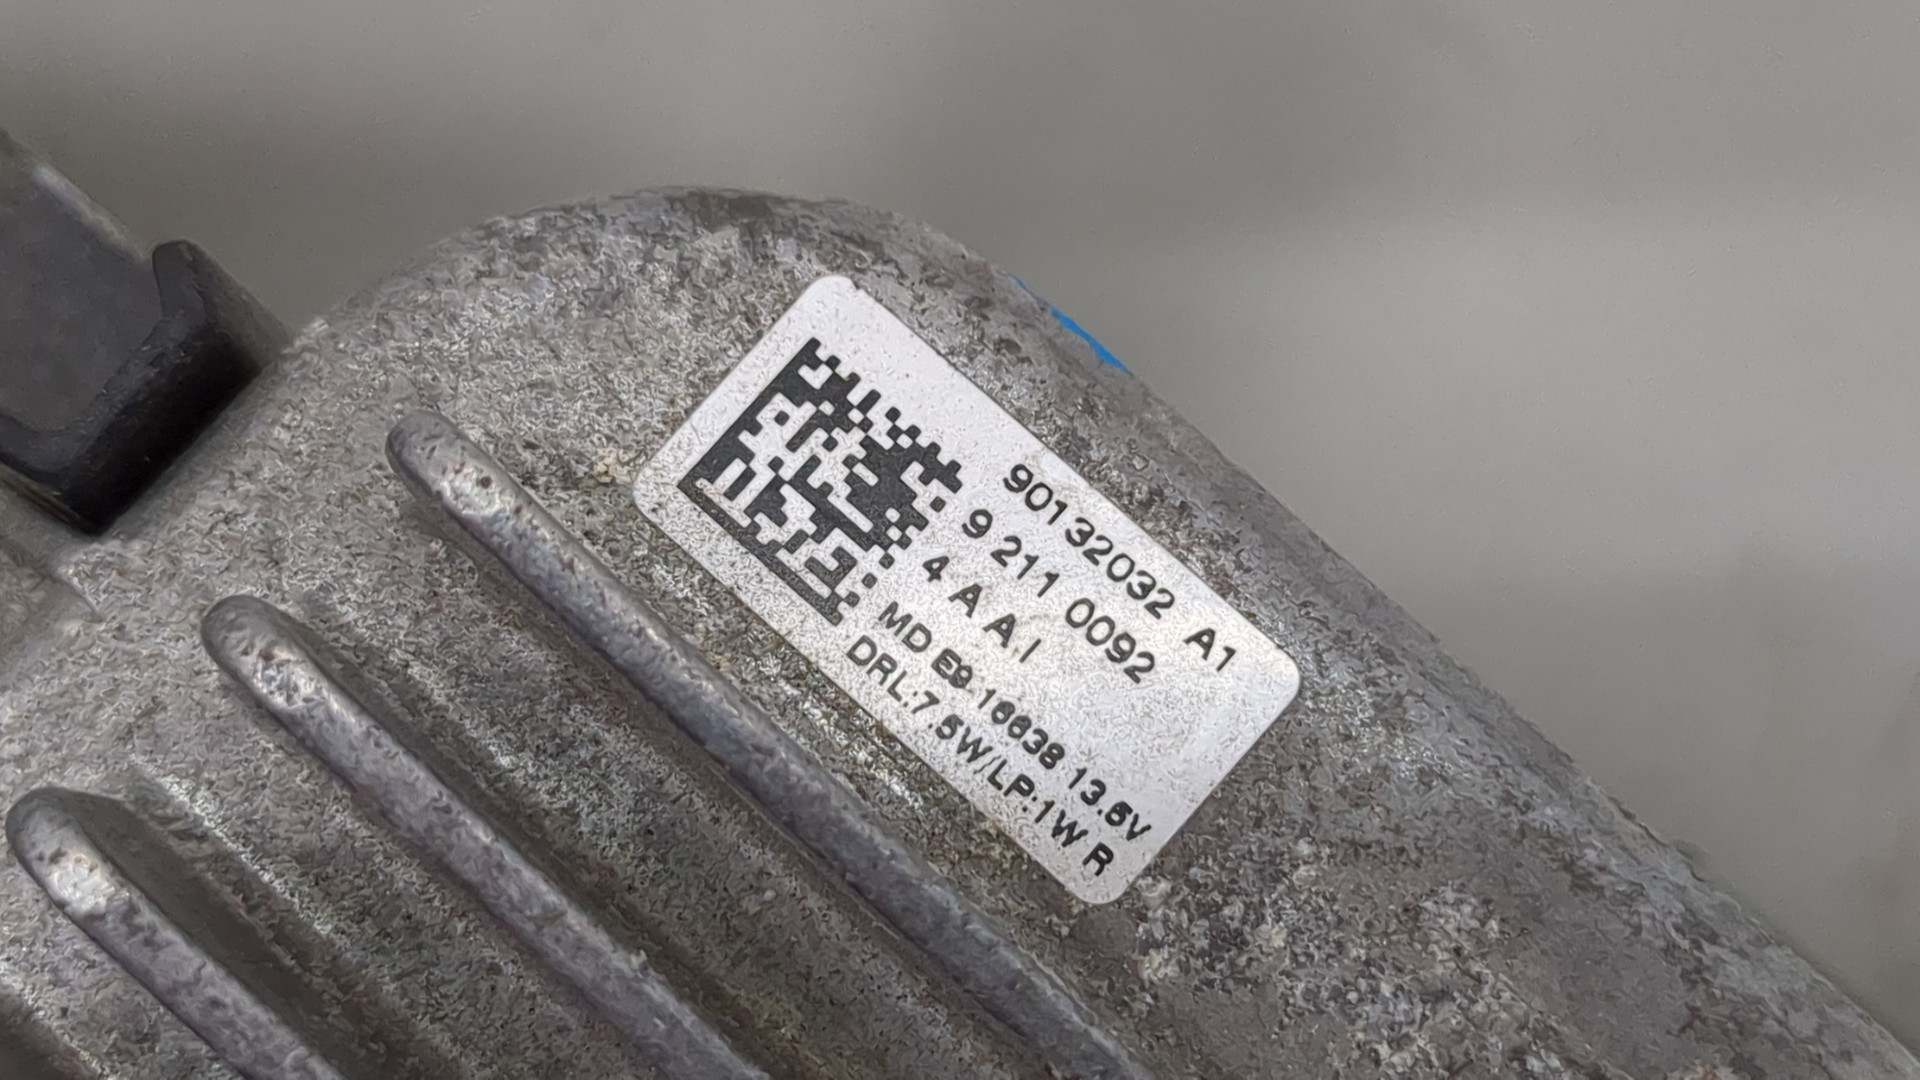 90132032 A1
9 211 0092
4 A A I
MD E9 16638 13.5V
DRL:7.5W/LP:1W R